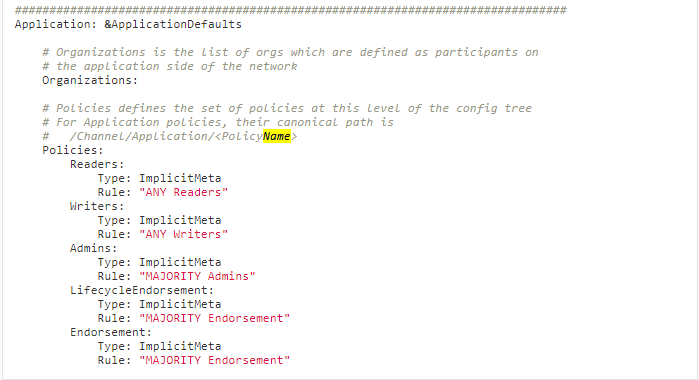 ################################################################################
Application: &ApplicationDefaults
# Organizations is the list of orgs which are defined as participants on
# the application side of the network
Organizations:
# Policies defines the set of policies at this level of the config tree
# For Application policies, their canonical path is
#   /Channel/Application/<PolicyName>
Policies:
Readers:
Type: ImplicitMeta
Rule: "ANY Readers"
Writers:
Type: ImplicitMeta
Rule: "ANY Writers"
Admins:
Type: ImplicitMeta
Rule: "MAJORITY Admins"
LifecycleEndorsement:
Type: ImplicitMeta
Rule: "MAJORITY Endorsement"
Endorsement:
Type: ImplicitMeta
Rule: "MAJORITY Endorsement"